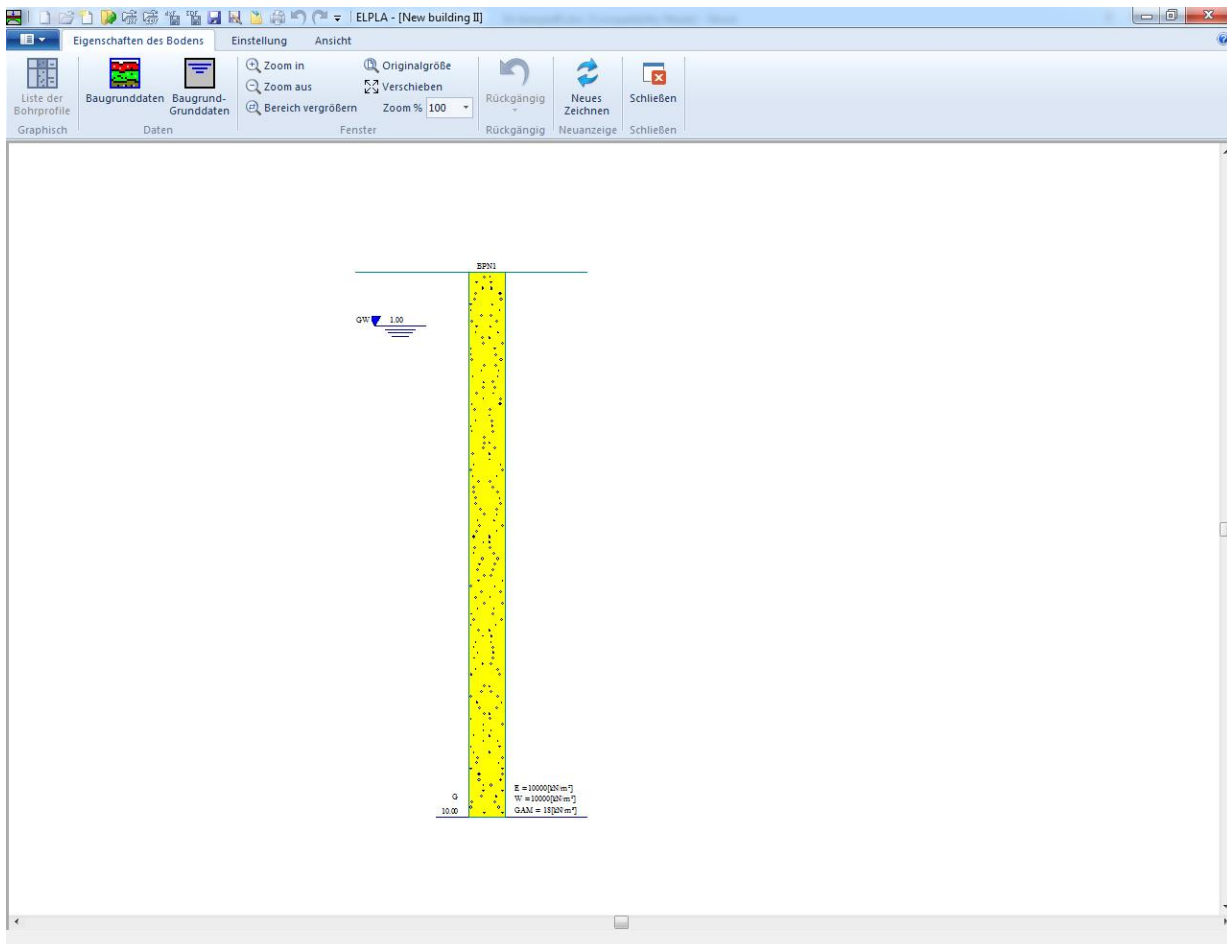 ELPLA - [New building II]
Eigenschaften des Bodens Einstellung Ansicht
Liste der Bohrprofile
Baugrunddaten
Baugrund-Grunddaten
Zoom in
Zoom aus
Bereich vergrößern
Originalgröße
Verschieben
Zoom % 100
Rückgängig
Neues Zeichnen
Schließen
Graphisch Daten Fenster Rückgängig Neuanzeige Schließen
BPN1
GW 1.00
E =10000[kN/m²]
G W =10000[kN/m²]
10.00 GAM = 18[kN/m³]